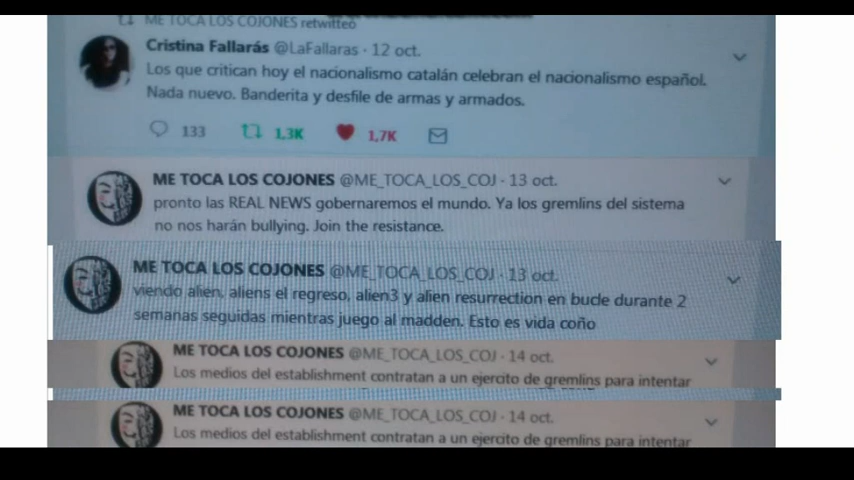 ME TOCA LOS COJONES retwitteó
Cristina Fallarás @LaFallaras · 12 oct.
Los que critican hoy el nacionalismo catalán celebran el nacionalismo español.
Nada nuevo. Banderita y desfile de armas y armados.
133 1,3K 1,7K
ME TOCA LOS COJONES @ME_TOCA_LOS_COJ · 13 oct.
pronto las REAL NEWS gobernaremos el mundo. Ya los gremlins del sistema
no nos harán bullying. Join the resistance.
ME TOCA LOS COJONES @ME_TOCA_LOS_COJ · 13 oct.
viendo alien, aliens el regreso, alien3 y alien resurrection en bucle durante 2
semanas seguidas mientras juego al madden. Esto es vida coño
ME TOCA LOS COJONES @ME_TOCA_LOS_COJ · 14 oct.
Los medios del establishment contratan a un ejercito de gremlins para intentar
ME TOCA LOS COJONES @ME_TOCA_LOS_COJ · 14 oct.
Los medios del establishment contratan a un ejercito de gremlins para intentar